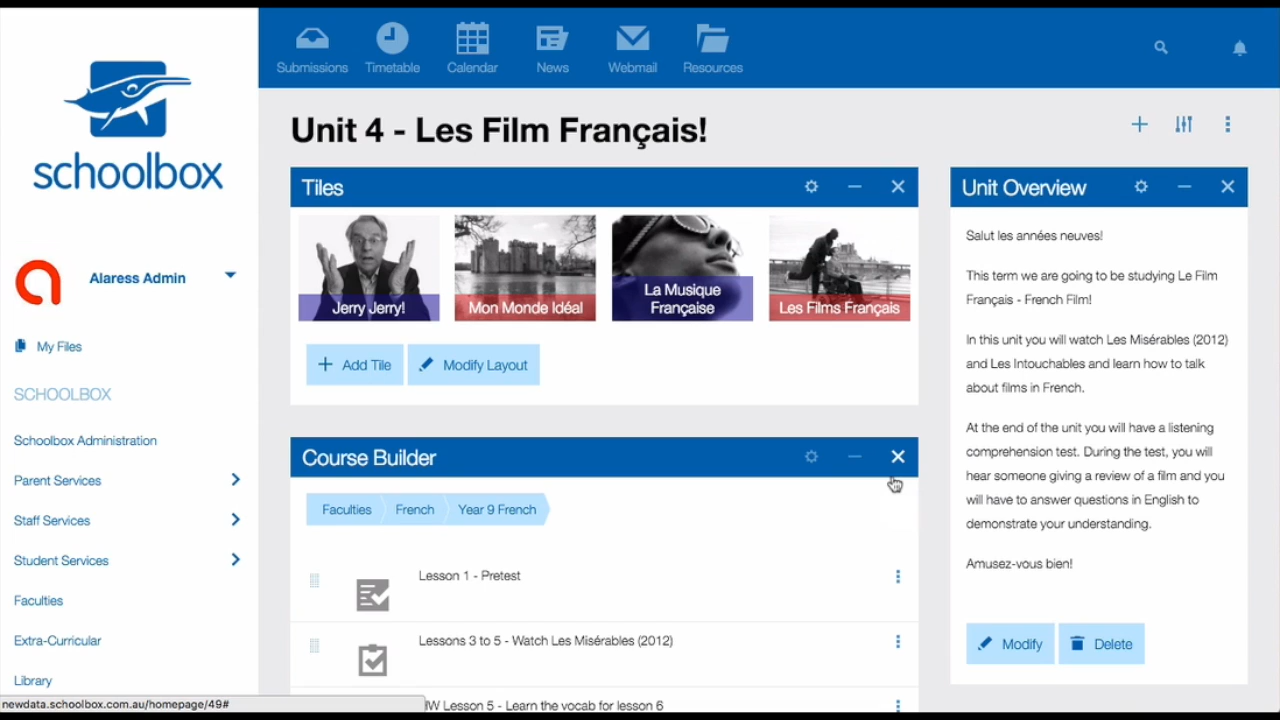 schoolbox
Submissions
Timetable
Calendar
News
Webmail
Resources
Unit 4 - Les Film Français!
Alaress Admin
My Files
SCHOOLBOX
Schoolbox Administration
Parent Services
Staff Services
Student Services
Faculties
Extra-Curricular
Library
newdata.schoolbox.com.au/homepage/49#
Tiles
Jerry Jerry!
Mon Monde Idéal
La Musique
Française
Les Films Français
Add Tile
Modify Layout
Course Builder
Faculties
French
Year 9 French
Lesson 1 - Pretest
Lessons 3 to 5 - Watch Les Misérables (2012)
Lesson 5 - Learn the vocab for lesson 6
Unit Overview
Salut les années neuves!
This term we are going to be studying Le Film
Français - French Film!
In this unit you will watch Les Misérables (2012)
and Les Intouchables and learn how to talk
about films in French.
At the end of the unit you will have a listening
comprehension test. During the test, you will
hear someone giving a review of a film and you
will have to answer questions in English to
demonstrate your understanding.
Amusez-vous bien!
Modify
Delete